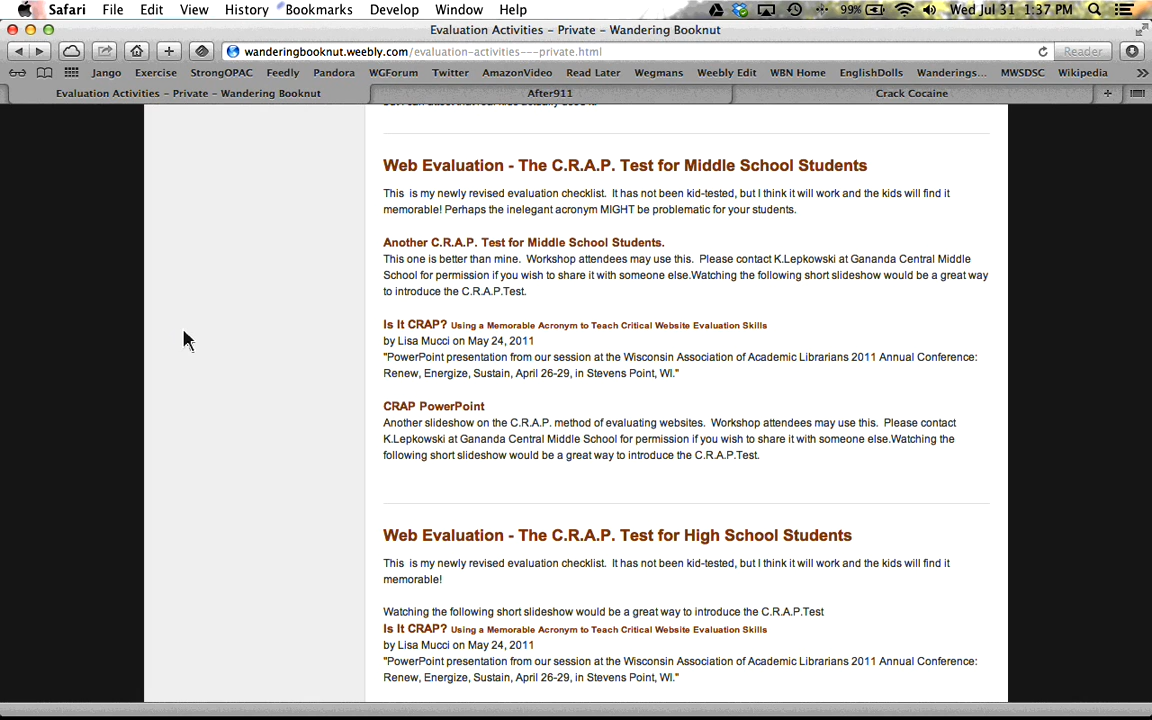 Safari File Edit View History Bookmarks Develop Window Help 99% Wed Jul 31 1:37 PM
Evaluation Activities – Private – Wandering Booknut
wanderingbooknut.weebly.com/evaluation-activities---private.html Reader
Jango Exercise StrongOPAC Feedly Pandora WGForum Twitter AmazonVideo Read Later Wegmans Weebly Edit WBN Home EnglishDolls Wanderings... MWSDSC Wikipedia
Evaluation Activities – Private – Wandering Booknut After911 Crack Cocaine
Web Evaluation - The C.R.A.P. Test for Middle School Students
This is my newly revised evaluation checklist. It has not been kid-tested, but I think it will work and the kids will find it
memorable! Perhaps the inelegant acronym MIGHT be problematic for your students.
Another C.R.A.P. Test for Middle School Students.
This one is better than mine. Workshop attendees may use this. Please contact K.Lepkowski at Gananda Central Middle
School for permission if you wish to share it with someone else.Watching the following short slideshow would be a great way
to introduce the C.R.A.P.Test.
Is It CRAP? Using a Memorable Acronym to Teach Critical Website Evaluation Skills
by Lisa Mucci on May 24, 2011
"PowerPoint presentation from our session at the Wisconsin Association of Academic Librarians 2011 Annual Conference:
Renew, Energize, Sustain, April 26-29, in Stevens Point, WI."
CRAP PowerPoint
Another slideshow on the C.R.A.P. method of evaluating websites. Workshop attendees may use this. Please contact
K.Lepkowski at Gananda Central Middle School for permission if you wish to share it with someone else.Watching the
following short slideshow would be a great way to introduce the C.R.A.P.Test.
Web Evaluation - The C.R.A.P. Test for High School Students
This is my newly revised evaluation checklist. It has not been kid-tested, but I think it will work and the kids will find it
memorable!
Watching the following short slideshow would be a great way to introduce the C.R.A.P.Test
Is It CRAP? Using a Memorable Acronym to Teach Critical Website Evaluation Skills
by Lisa Mucci on May 24, 2011
"PowerPoint presentation from our session at the Wisconsin Association of Academic Librarians 2011 Annual Conference:
Renew, Energize, Sustain, April 26-29, in Stevens Point, WI."